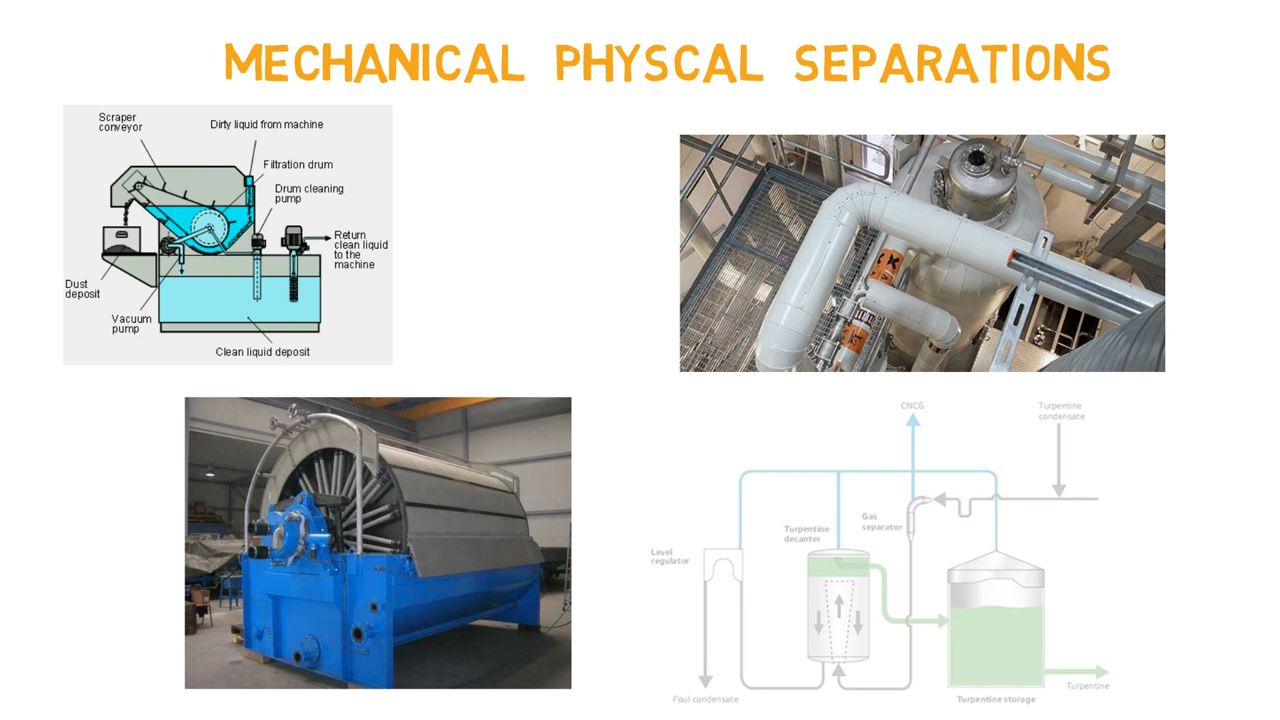 MECHANICAL PHYSCAL SEPARATIONS
Scraper
conveyor
Dirty liquid from machine
Filtration drum
Drum cleaning
pump
Return
clean liquid
to the
machine
Dust
deposit
Vacuum
pump
Clean liquid deposit
CNCG
Turpentine
condensate
Gas
separator
Turpentine
decanter
Level
regulator
Foul condensate
Turpentine storage
Turpentine